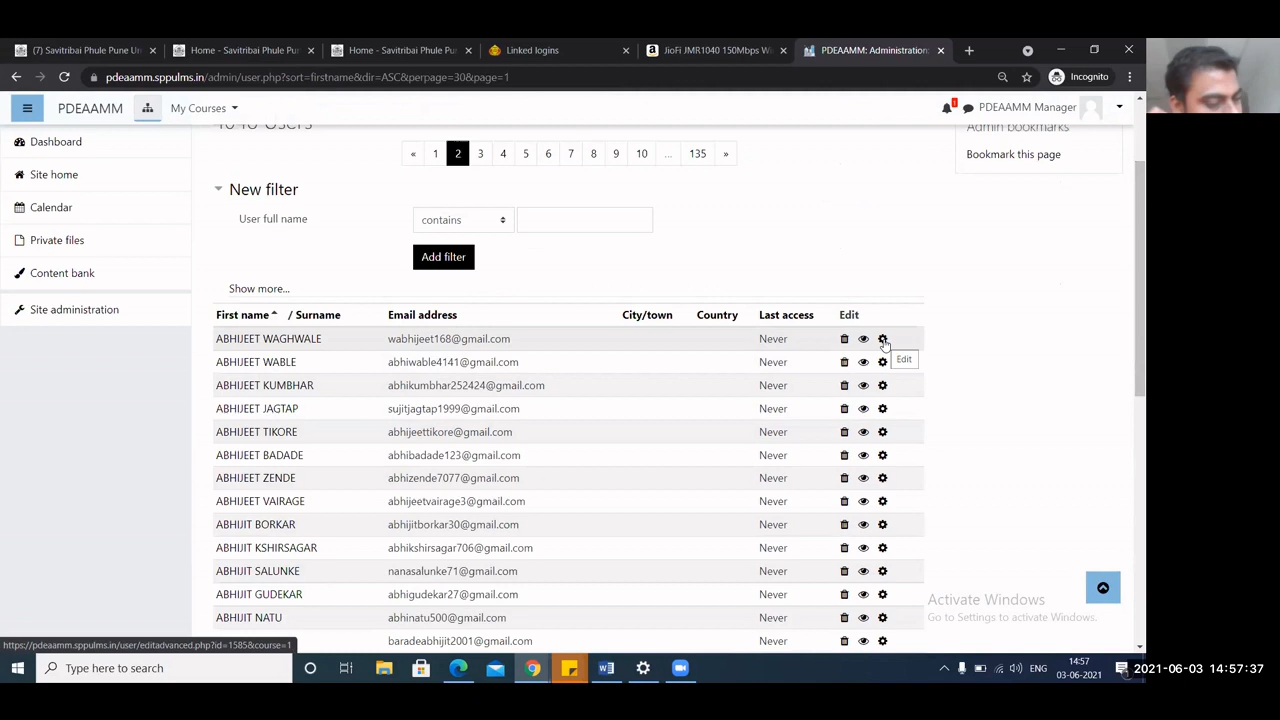 (7) Savitribai Phule Pune Un
Home - Savitribai Phule Pu
Home - Savitribai Phule Pu
Linked logins
JioFi JMR1040 150Mbps W
PDEAAMM: Administration:
pdeaamm.sppulms.in/admin/user.php?sort=firstname&dir=ASC&perpage=30&page=1
Incognito
PDEAAMM
My Courses
1
PDEAAMM Manager
Admin bookmarks
Bookmark this page
Dashboard
Site home
Calendar
Private files
Content bank
Site administration
« 1 2 3 4 5 6 7 8 9 10 ... 135 »
New filter
User full name
contains
Add filter
Show more...
First name / Surname Email address City/town Country Last access Edit
ABHIJEET WAGHWALE wabhijeet168@gmail.com Never
Edit
ABHIJEET WABLE abhiwable4141@gmail.com Never
ABHIJEET KUMBHAR abhikumbhar252424@gmail.com Never
ABHIJEET JAGTAP sujitjagtap1999@gmail.com Never
ABHIJEET TIKORE abhijeettikore@gmail.com Never
ABHIJEET BADADE abhibadade123@gmail.com Never
ABHIJEET ZENDE abhizende7077@gmail.com Never
ABHIJEET VAIRAGE abhijeetvairage3@gmail.com Never
ABHIJIT BORKAR abhijitborkar30@gmail.com Never
ABHIJIT KSHIRSAGAR abhikshirsagar706@gmail.com Never
ABHIJIT SALUNKE nanasalunke71@gmail.com Never
ABHIJIT GUDEKAR abhigudekar27@gmail.com Never
ABHIJIT NATU abhinatu500@gmail.com Never
baradeabhijit2001@gmail.com Never
Activate Windows
Go to Settings to activate Windows.
https://pdeaamm.sppulms.in/user/editadvanced.php?id=1585&course=1
Type here to search
ENG
14:57
03-06-2021
2021-06-03 14:57:37